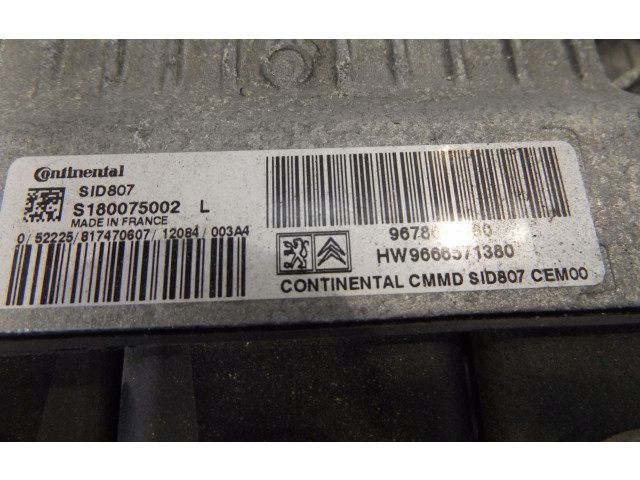 Continental
SID807
S180075002 L
MADE IN FRANCE
0/52225/817470607/12084/003A4
HW9666571380
CONTINENTAL CMMD SID807 CEM00